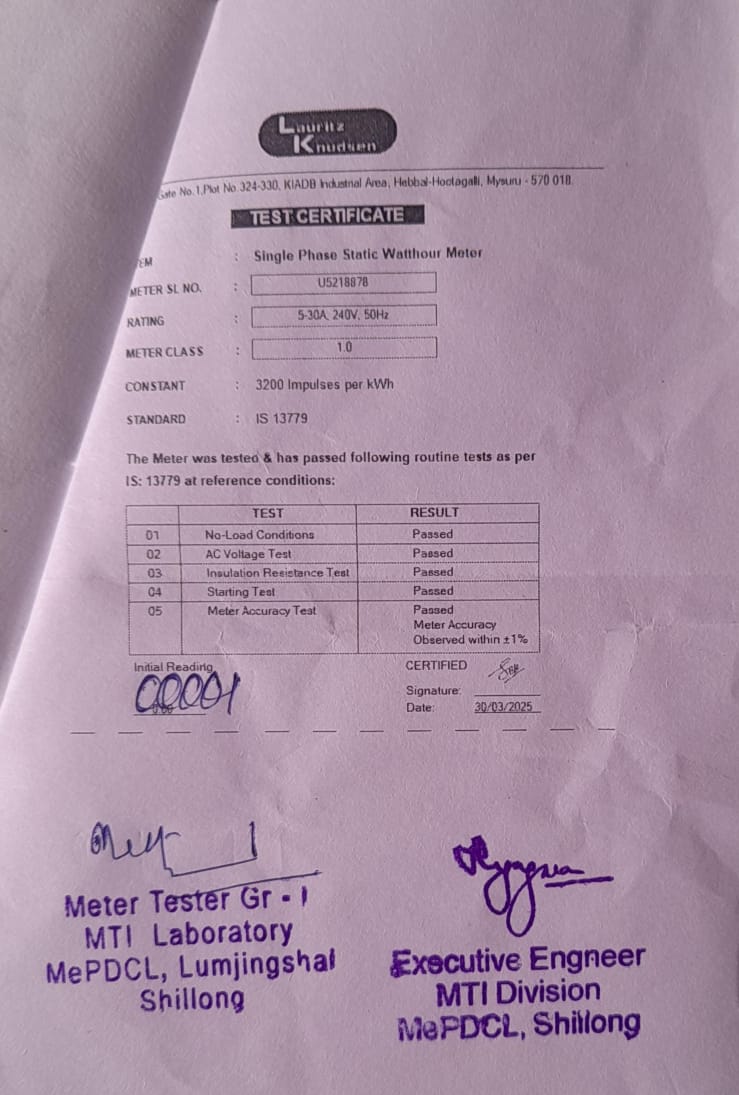 Lauritz
Knudsen
Gate No.1,Plot No.324-330, KIADB Industrial Area, Hebbal-Hootagalli, Mysuru - 570 018.
TEST CERTIFICATE
EM : Single Phase Static Watthour Meter
METER SL NO. : U5218878
RATING : 5-30A, 240V, 50Hz
METER CLASS : 1.0
CONSTANT : 3200 Impulses per kWh
STANDARD : IS 13779
The Meter was tested & has passed following routine tests as per
IS: 13779 at reference conditions:
TEST RESULT
01 No-Load Conditions Passed
02 AC Voltage Test Passed
03 Insulation Resistance Test Passed
04 Starting Test Passed
05 Meter Accuracy Test Passed
Meter Accuracy
Observed within ±1%
Initial Reading
00001
CERTIFIED
Signature:
Date: 30/03/2025
Meter Tester Gr - I
MTI Laboratory
MePDCL, Lumjingshai
Shillong
Executive Engneer
MTI Division
MePDCL, Shillong